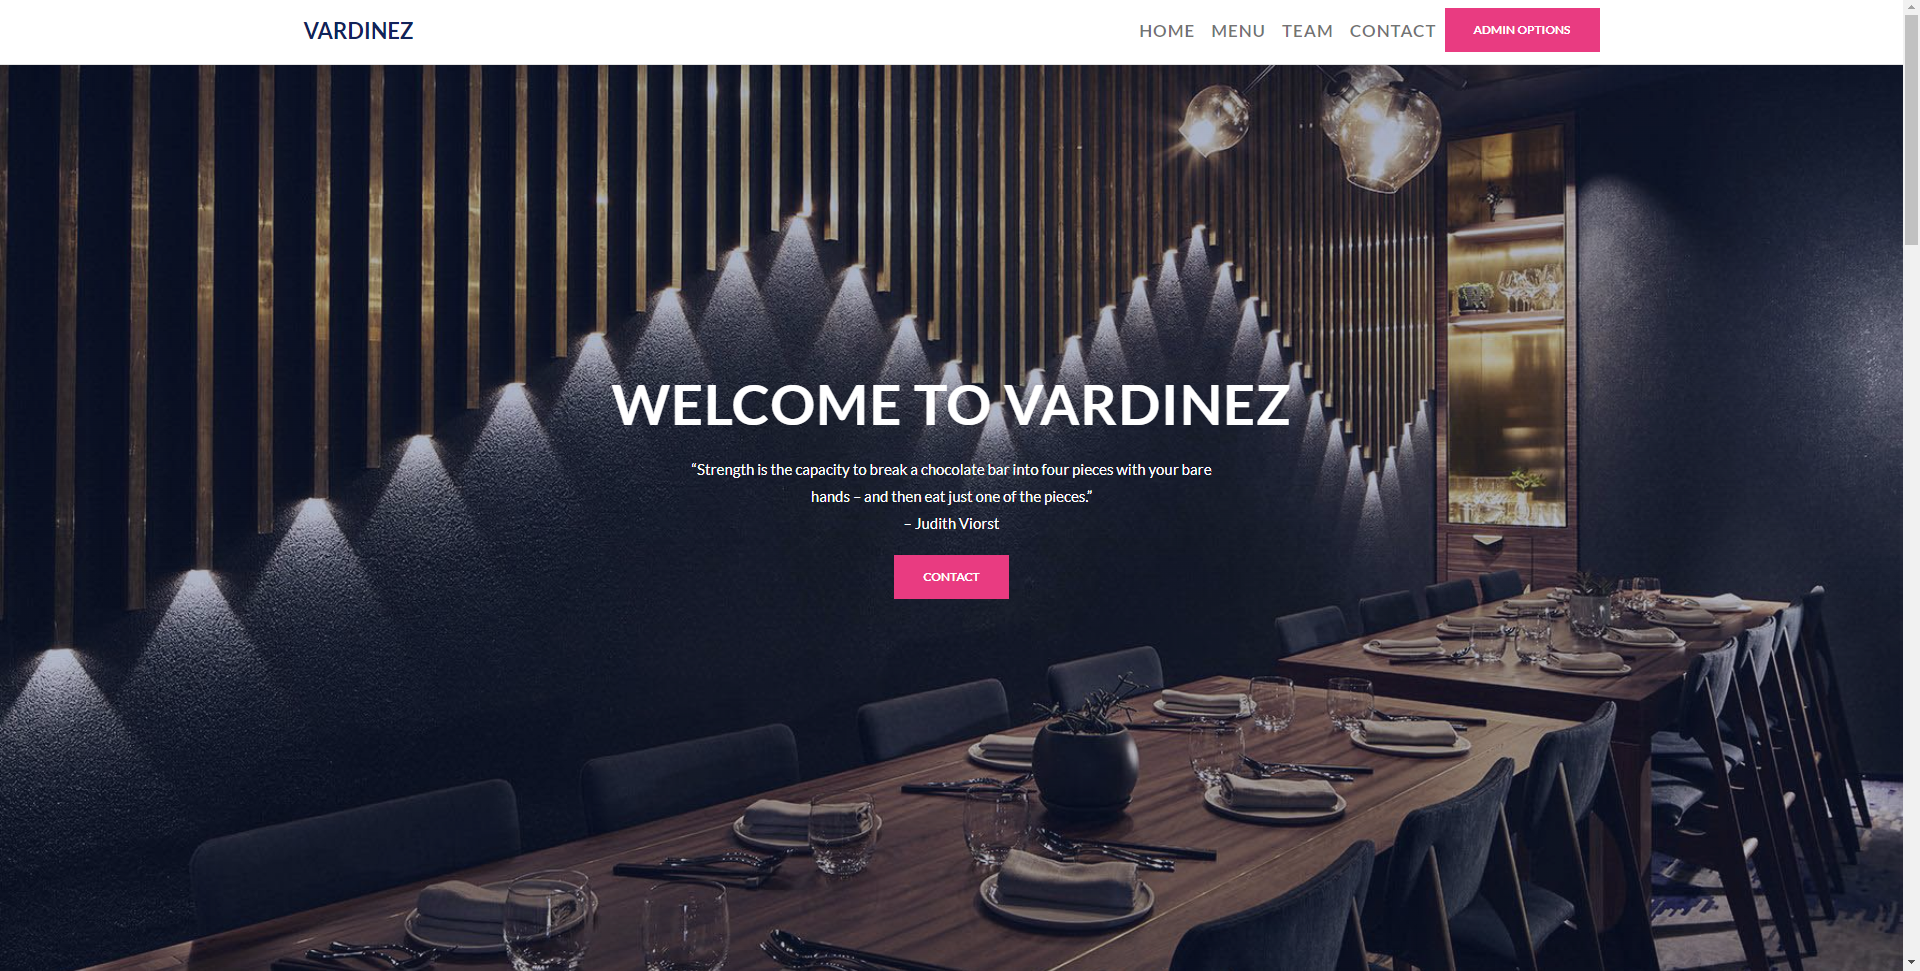 VARDINEZ
HOME MENU TEAM CONTACT ADMIN OPTIONS
WELCOME TO VARDINEZ
“Strength is the capacity to break a chocolate bar into four pieces with your bare
hands – and then eat just one of the pieces.”
– Judith Viorst
CONTACT